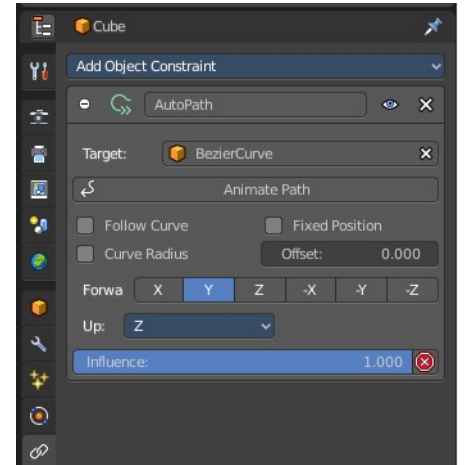 Cube
Add Object Constraint
AutoPath
Target: BezierCurve
Animate Path
Follow Curve Fixed Position
Curve Radius Offset: 0.000
Forwa X Y Z -X -Y -Z
Up: Z
Influence: 1.000